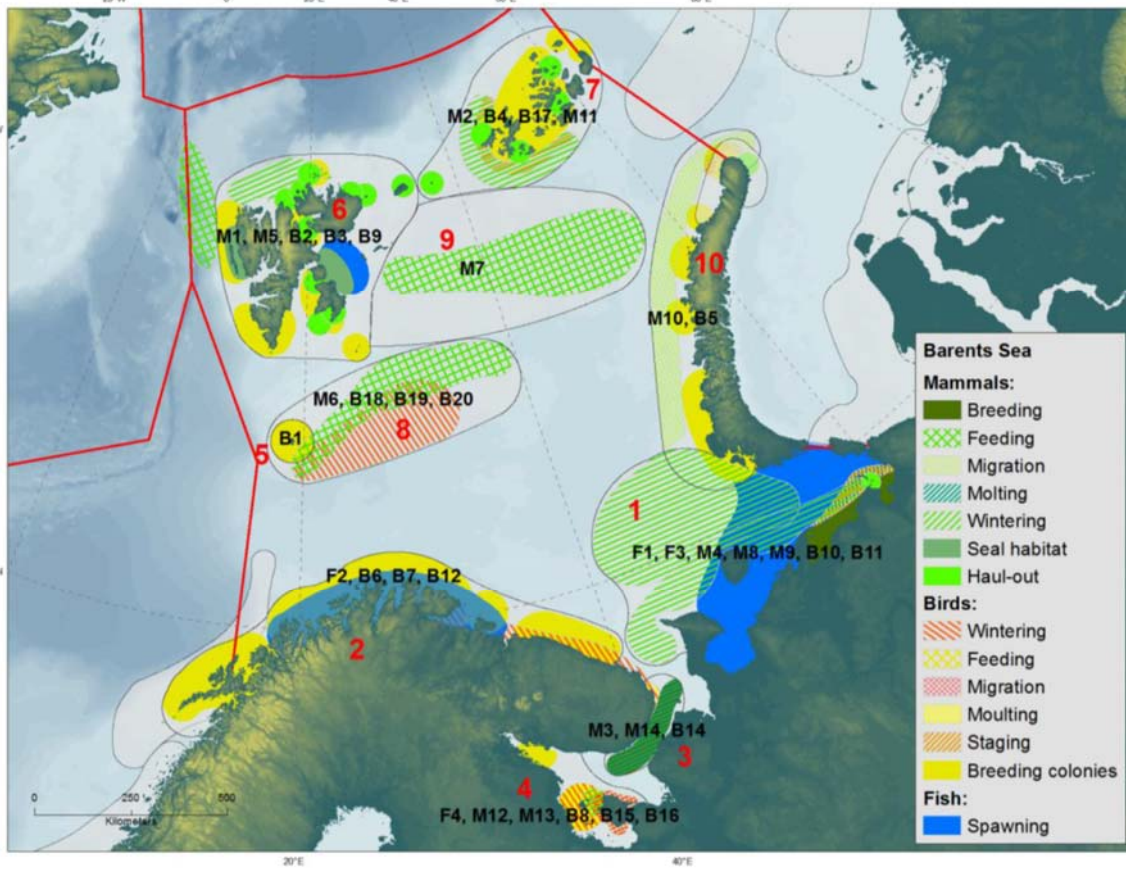 7
M2, B4, B17, M11
6
M1, M5, B2, B3, B9
9
M7
10
M10, B5
M6, B18, B19, B20
B1
8
5
1
F1, F3, M4, M8, M9, B10, B11
F2, B6, B7, B12
2
M3, M14, B14
3
4
F4, M12, M13, B8, B15, B16
0 250 500
Kilometers
20°E
40°E
Barents Sea
Mammals:
Breeding
Feeding
Migration
Molting
Wintering
Seal habitat
Haul-out
Birds:
Wintering
Feeding
Migration
Moulting
Staging
Breeding colonies
Fish:
Spawning